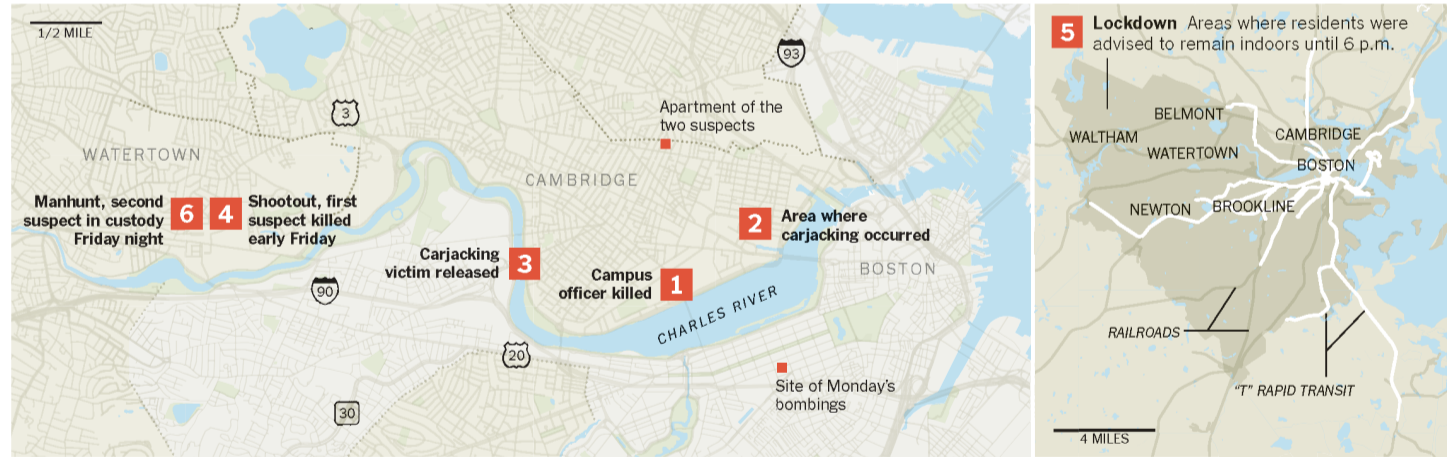 1/2 MILE
93
3
Apartment of the
two suspects
WATERTOWN
CAMBRIDGE
Manhunt, second
suspect in custody
Friday night
6
4
Shootout, first
suspect killed
early Friday
2
Area where
carjacking occurred
Carjacking
victim released
3
Campus
officer killed
1
BOSTON
90
CHARLES RIVER
20
Site of Monday's
bombings
30
5
Lockdown Areas where residents were
advised to remain indoors until 6 p.m.
BELMONT
WALTHAM
CAMBRIDGE
WATERTOWN
BOSTON
NEWTON
BROOKLINE
RAILROADS
“T” RAPID TRANSIT
4 MILES